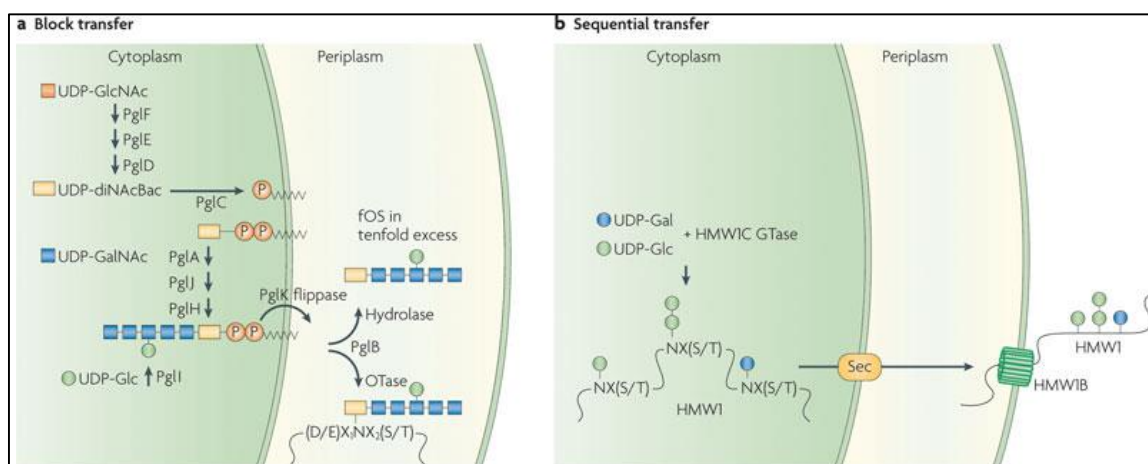 a Block transfer
Cytoplasm
Periplasm
UDP-GlcNAc
PglF
PglE
PglD
UDP-diNAcBac
PglC
P
P P
UDP-GalNAc
PglA
PglJ
PglH
PglK flippase
P P
UDP-Glc
PglI
fOS in
tenfold excess
Hydrolase
PglB
OTase
(D/E)X₁NX₂(S/T)
b Sequential transfer
Cytoplasm
Periplasm
UDP-Gal
UDP-Glc
+ HMW1C GTase
NX(S/T)
NX(S/T)
NX(S/T)
HMW1
Sec
HMW1
HMW1B